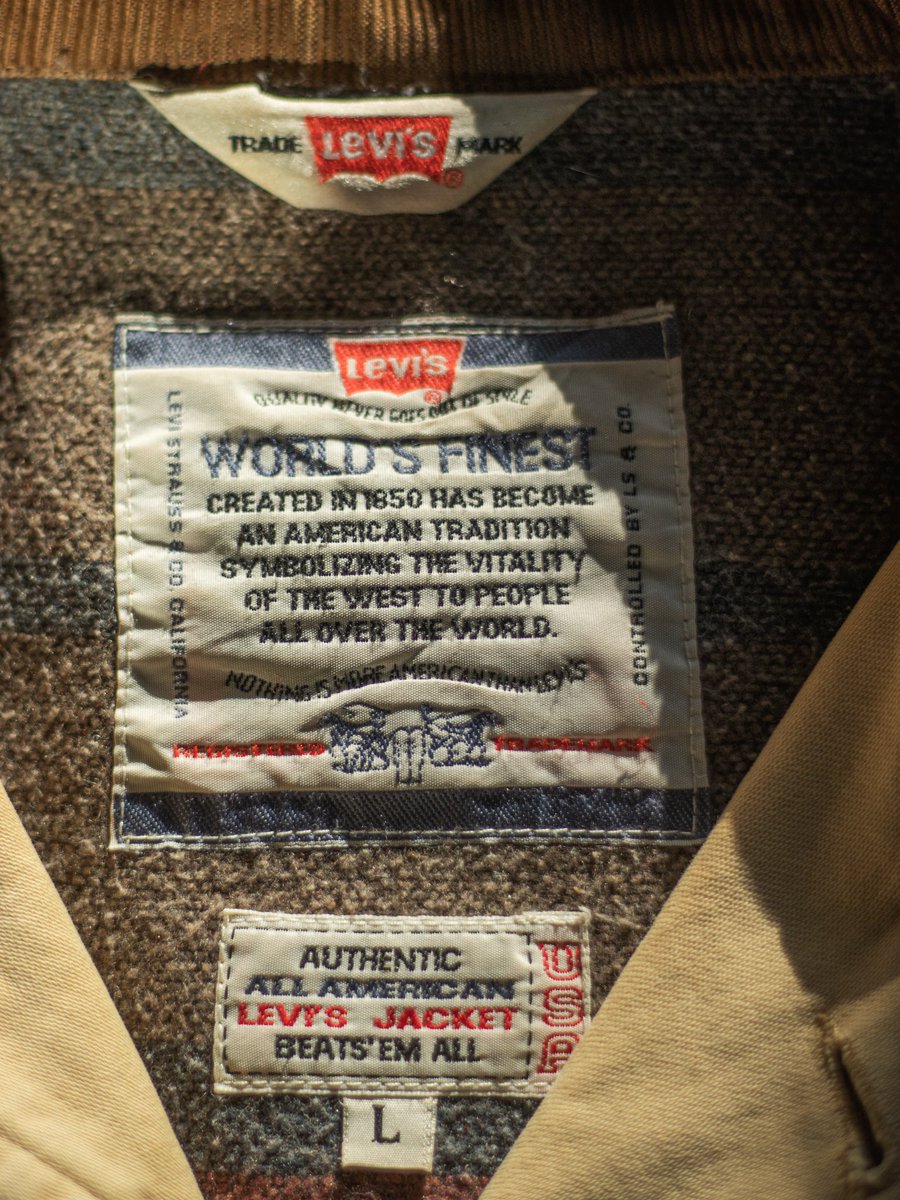 TRADE Levi's MARK
®
Levi's
®
QUALITY NEVER GOES OUT OF STYLE
WORLD'S FINEST
CREATED IN 1850 HAS BECOME
AN AMERICAN TRADITION
SYMBOLIZING THE VITALITY
OF THE WEST TO PEOPLE
ALL OVER THE WORLD.
NOTHING IS MORE AMERICAN THAN LEVI'S
REGISTERED TRADEMARK
LEVI STRAUSS & CO. CALIFORNIA
CONTROLLED BY LS & CO.
AUTHENTIC
ALL AMERICAN
LEVI'S JACKET
BEATS 'EM ALL
USA
L